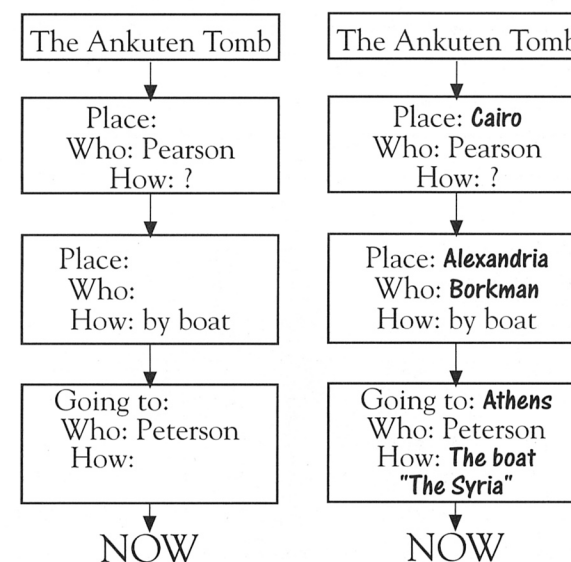 The Ankuten Tomb
Place:
Who: Pearson
How: ?
Place:
Who:
How: by boat
Going to:
Who: Peterson
How:
NOW
The Ankuten Tomb
Place: Cairo
Who: Pearson
How: ?
Place: Alexandria
Who: Borkman
How: by boat
Going to: Athens
Who: Peterson
How: The boat
"The Syria"
NOW